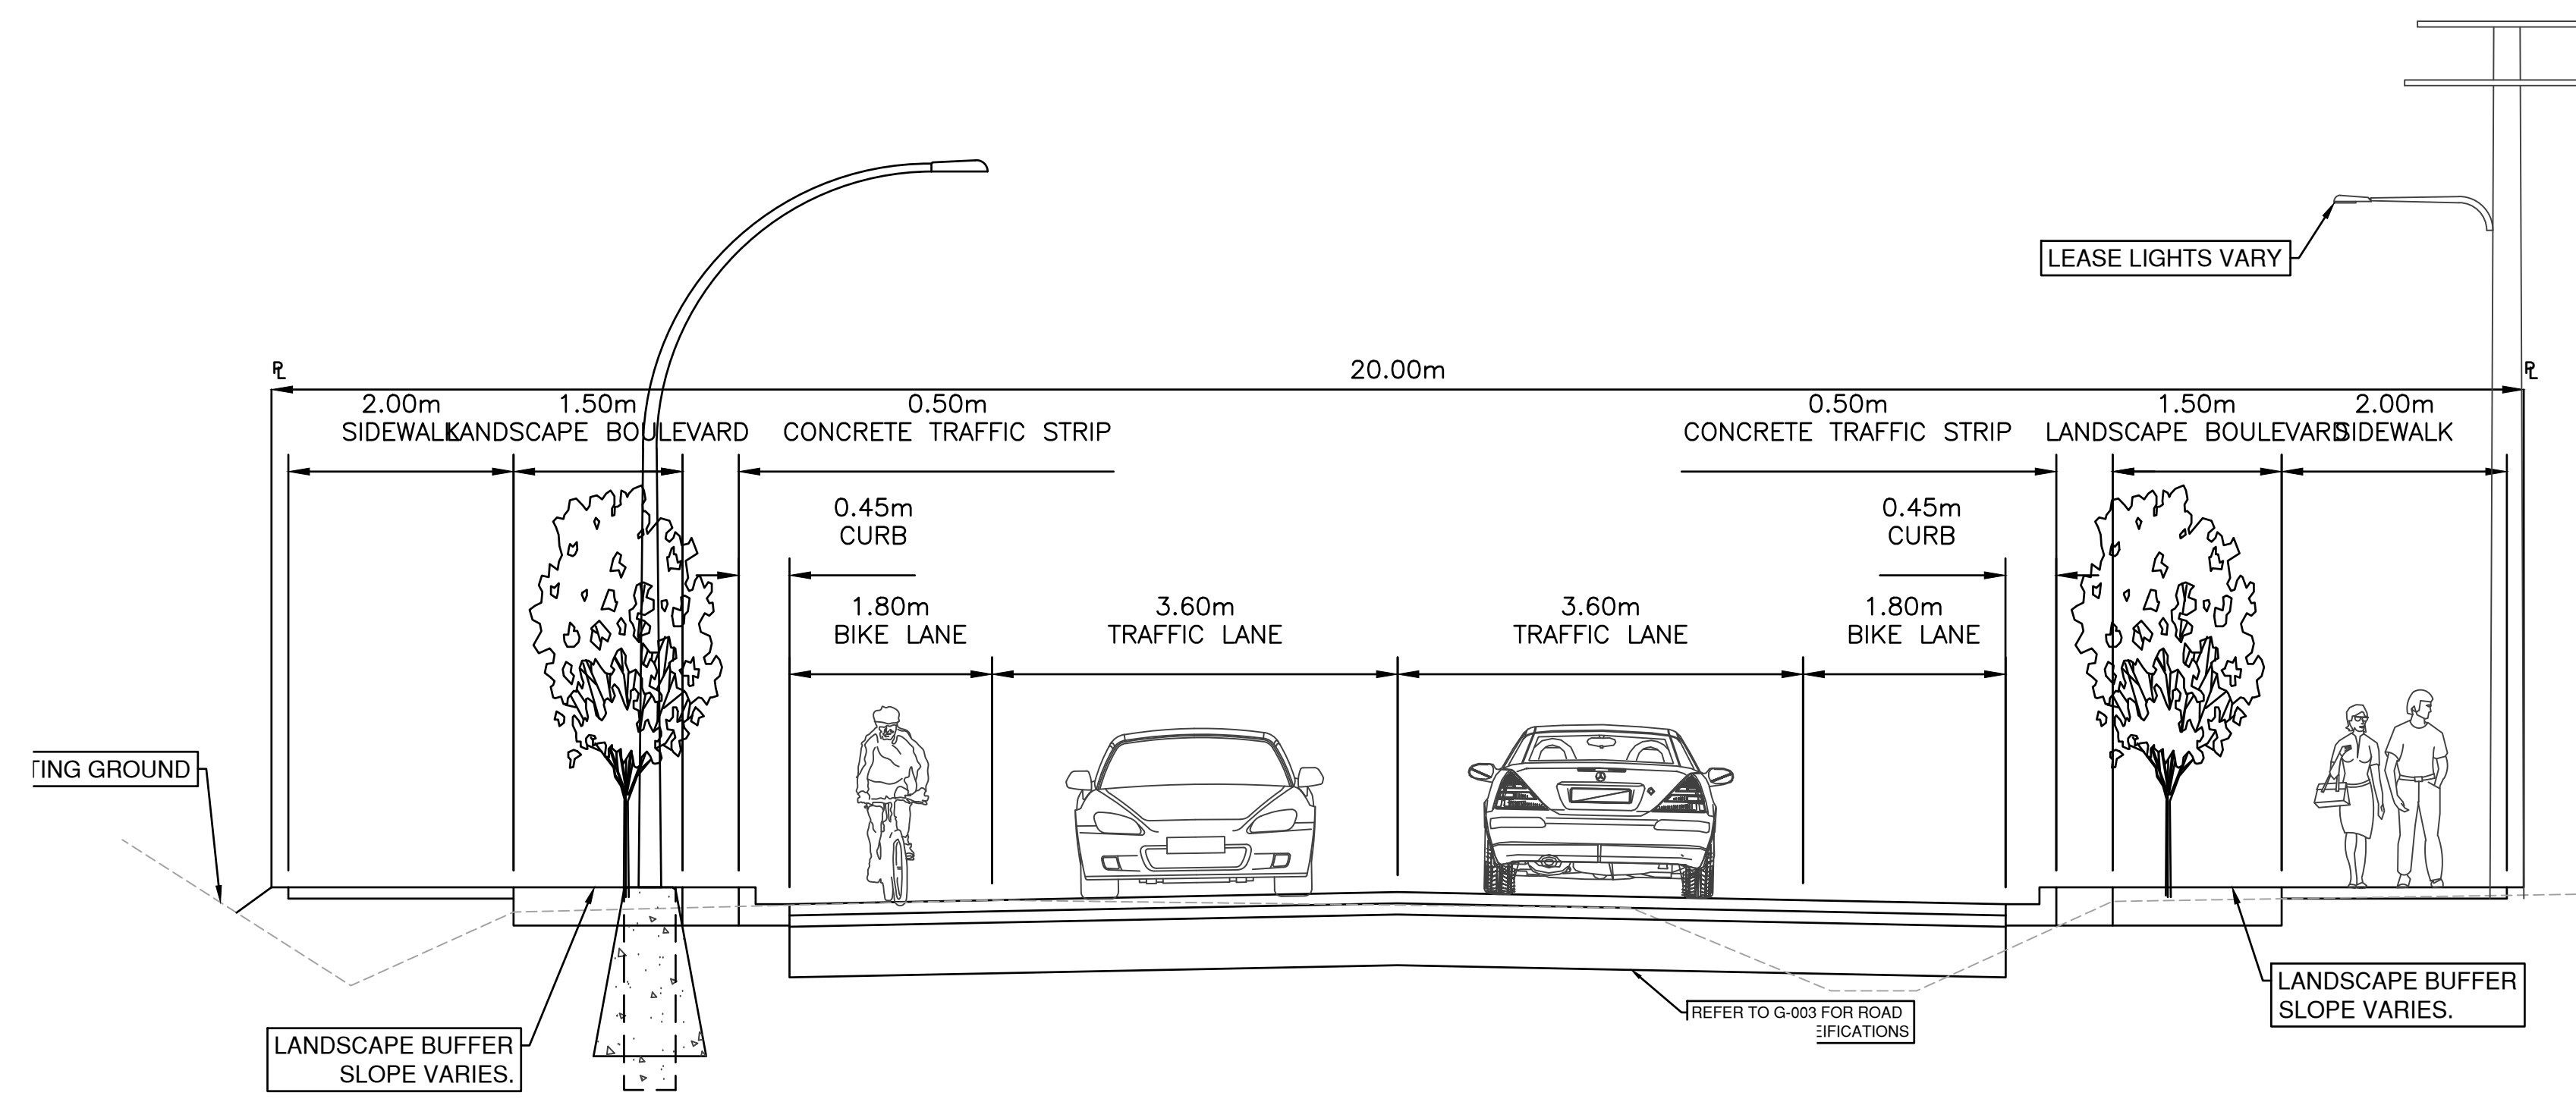 LEASE LIGHTS VARY
PL
20.00m
PL
2.00m
SIDEWALK
1.50m
LANDSCAPE BOULEVARD
0.50m
CONCRETE TRAFFIC STRIP
0.50m
CONCRETE TRAFFIC STRIP
1.50m
LANDSCAPE BOULEVARD
2.00m
SIDEWALK
0.45m
CURB
0.45m
CURB
1.80m
BIKE LANE
3.60m
TRAFFIC LANE
3.60m
TRAFFIC LANE
1.80m
BIKE LANE
TING GROUND
LANDSCAPE BUFFER
SLOPE VARIES.
REFER TO G-003 FOR ROAD
IFICATIONS
LANDSCAPE BUFFER
SLOPE VARIES.